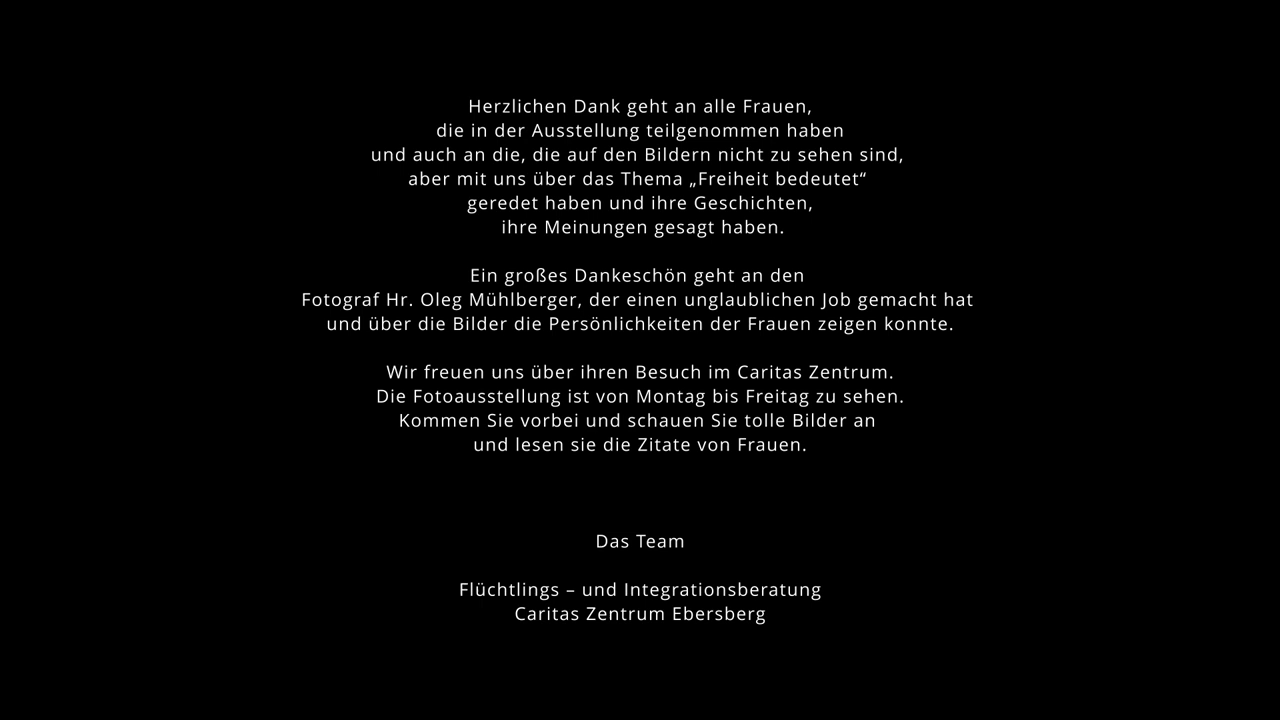 Herzlichen Dank geht an alle Frauen,
die in der Ausstellung teilgenommen haben
und auch an die, die auf den Bildern nicht zu sehen sind,
aber mit uns über das Thema „Freiheit bedeutet“
geredet haben und ihre Geschichten,
ihre Meinungen gesagt haben.
Ein großes Dankeschön geht an den
Fotograf Hr. Oleg Mühlberger, der einen unglaublichen Job gemacht hat
und über die Bilder die Persönlichkeiten der Frauen zeigen konnte.
Wir freuen uns über ihren Besuch im Caritas Zentrum.
Die Fotoausstellung ist von Montag bis Freitag zu sehen.
Kommen Sie vorbei und schauen Sie tolle Bilder an
und lesen sie die Zitate von Frauen.
Das Team
Flüchtlings – und Integrationsberatung
Caritas Zentrum Ebersberg